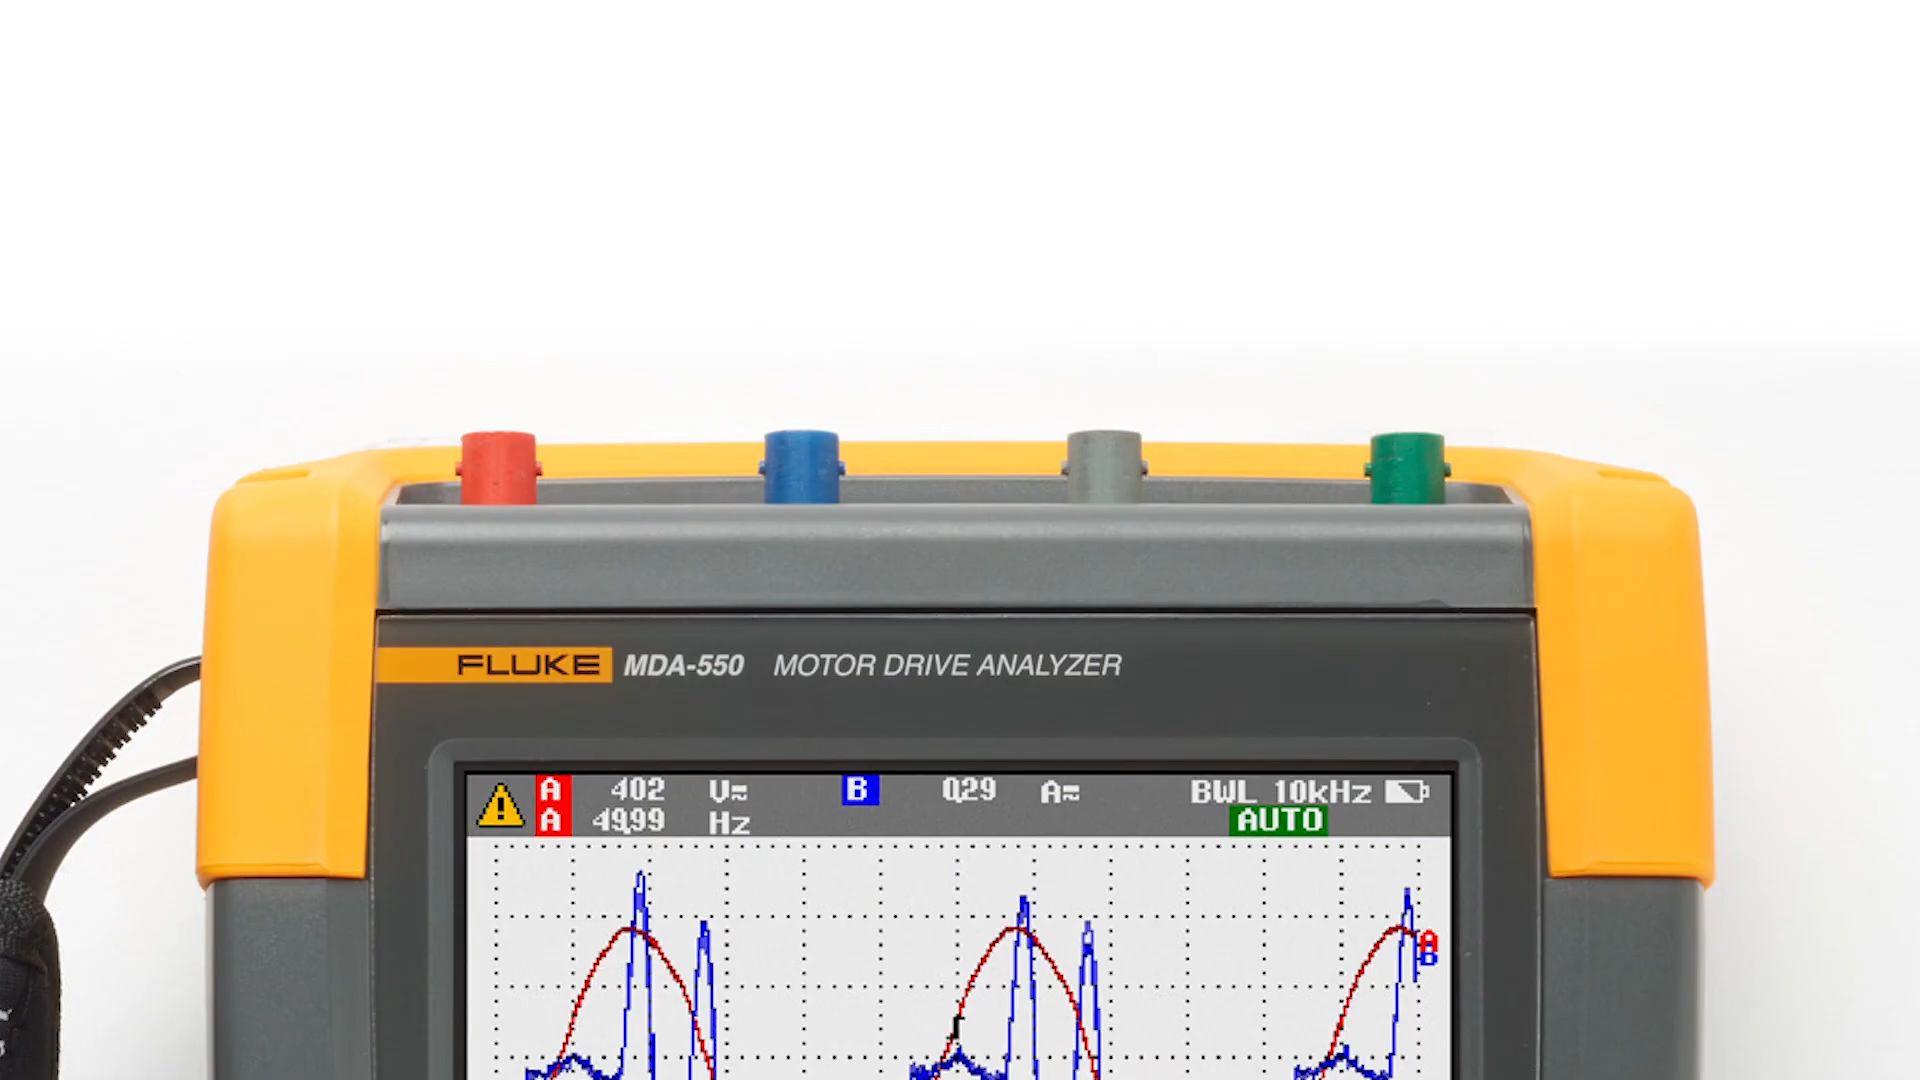 FLUKE MDA-550 MOTOR DRIVE ANALYZER
A 402 V≂ B 0.29 A≂ BWL 10kHz
A 49.99 Hz AUTO
A
B